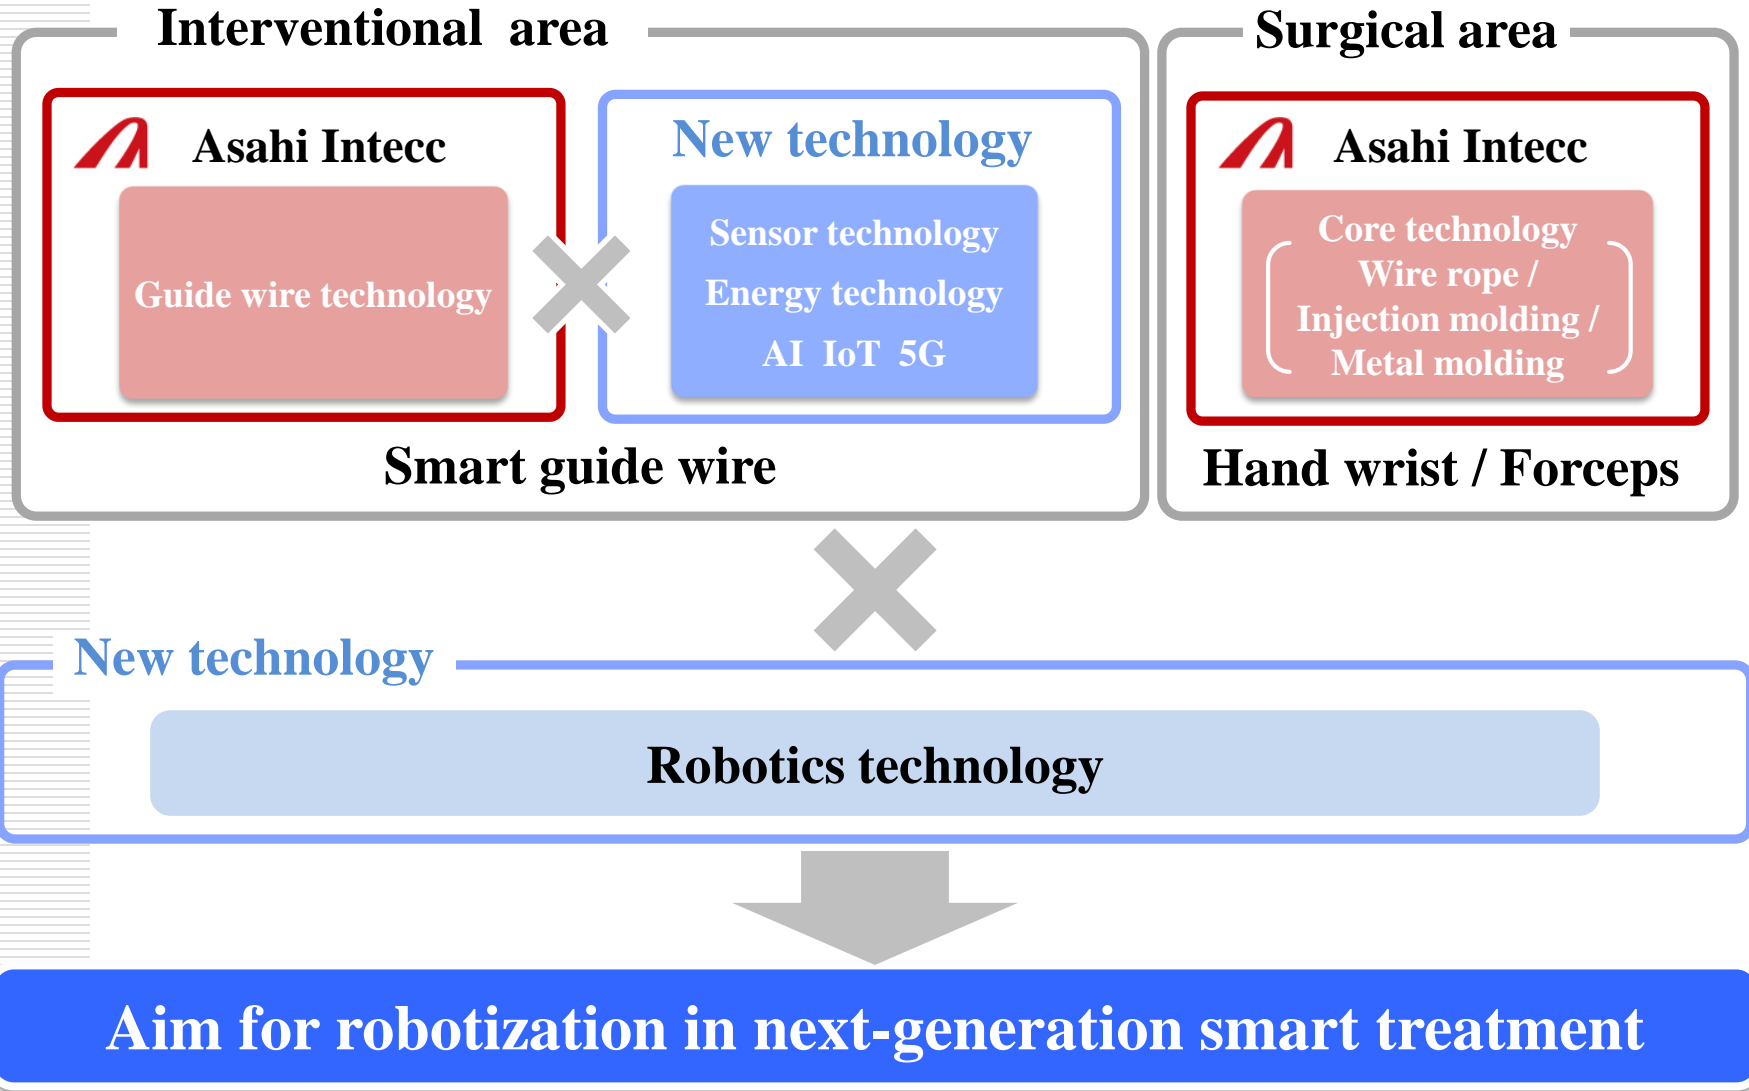 Interventional area
Asahi Intecc
Guide wire technology
New technology
Sensor technology
Energy technology
AI IoT 5G
Smart guide wire
Surgical area
Asahi Intecc
Core technology
Wire rope /
Injection molding /
Metal molding
Hand wrist / Forceps
New technology
Robotics technology
Aim for robotization in next-generation smart treatment